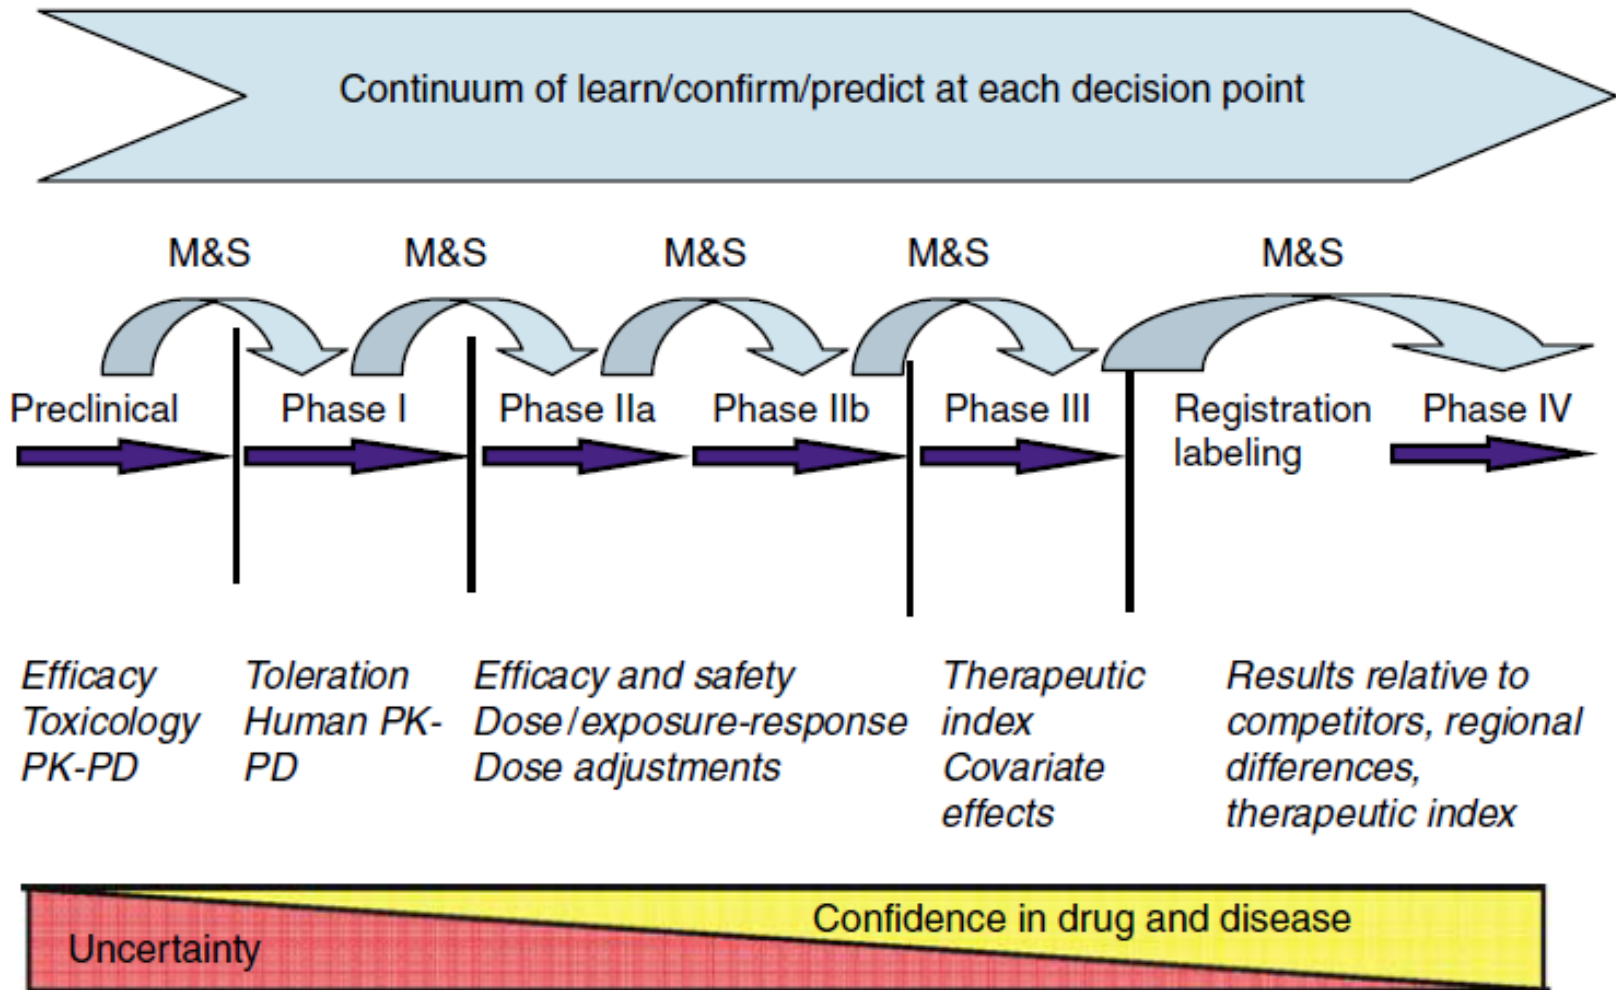 Continuum of learn/confirm/predict at each decision point
M&S
M&S
M&S
M&S
M&S
Preclinical
Phase I
Phase IIa
Phase IIb
Phase III
Registration
labeling
Phase IV
Efficacy
Toxicology
PK-PD
Toleration
Human PK-
PD
Efficacy and safety
Dose/exposure-response
Dose adjustments
Therapeutic
index
Covariate
effects
Results relative to
competitors, regional
differences,
therapeutic index
Confidence in drug and disease
Uncertainty